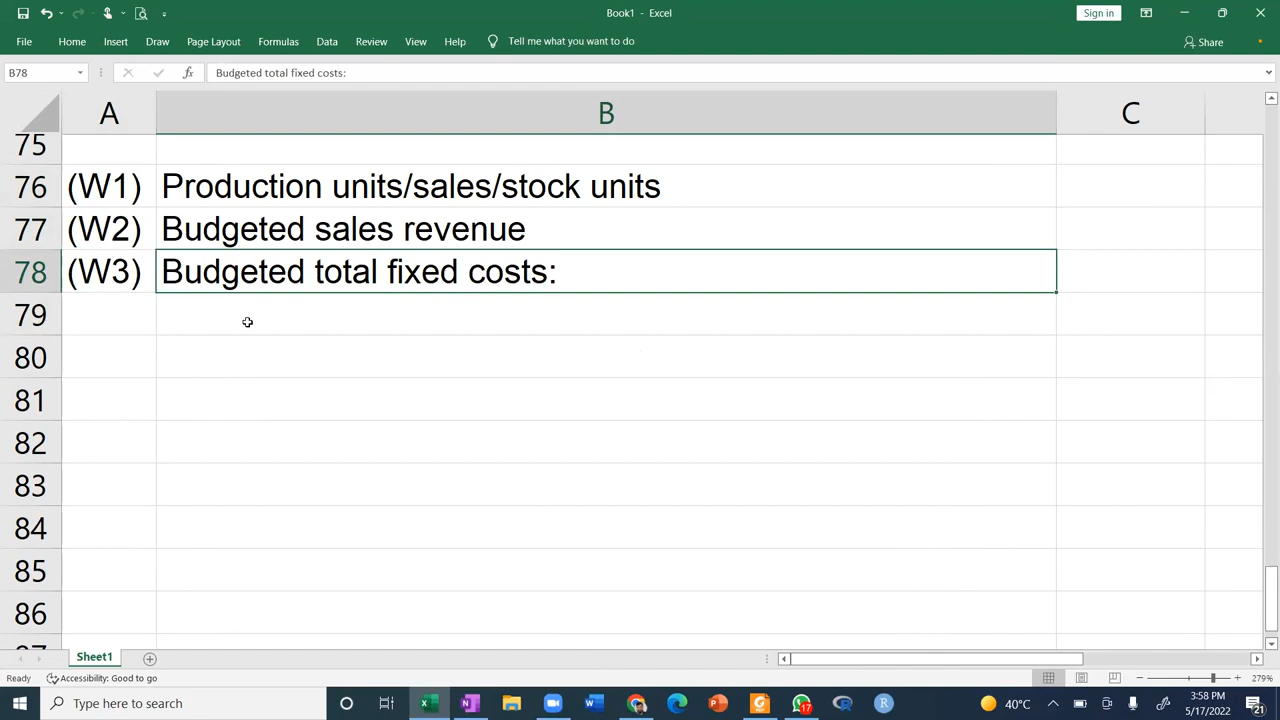 Book1 - Excel
Sign in
File Home Insert Draw Page Layout Formulas Data Review View Help Tell me what you want to do Share
B78 fx Budgeted total fixed costs:
A B C
75
76 (W1) Production units/sales/stock units
77 (W2) Budgeted sales revenue
78 (W3) Budgeted total fixed costs:
79
80
81
82
83
84
85
86
Sheet1
Ready Accessibility: Good to go 279%
Type here to search 17 40°C 3:58 PM
5/17/2022 21